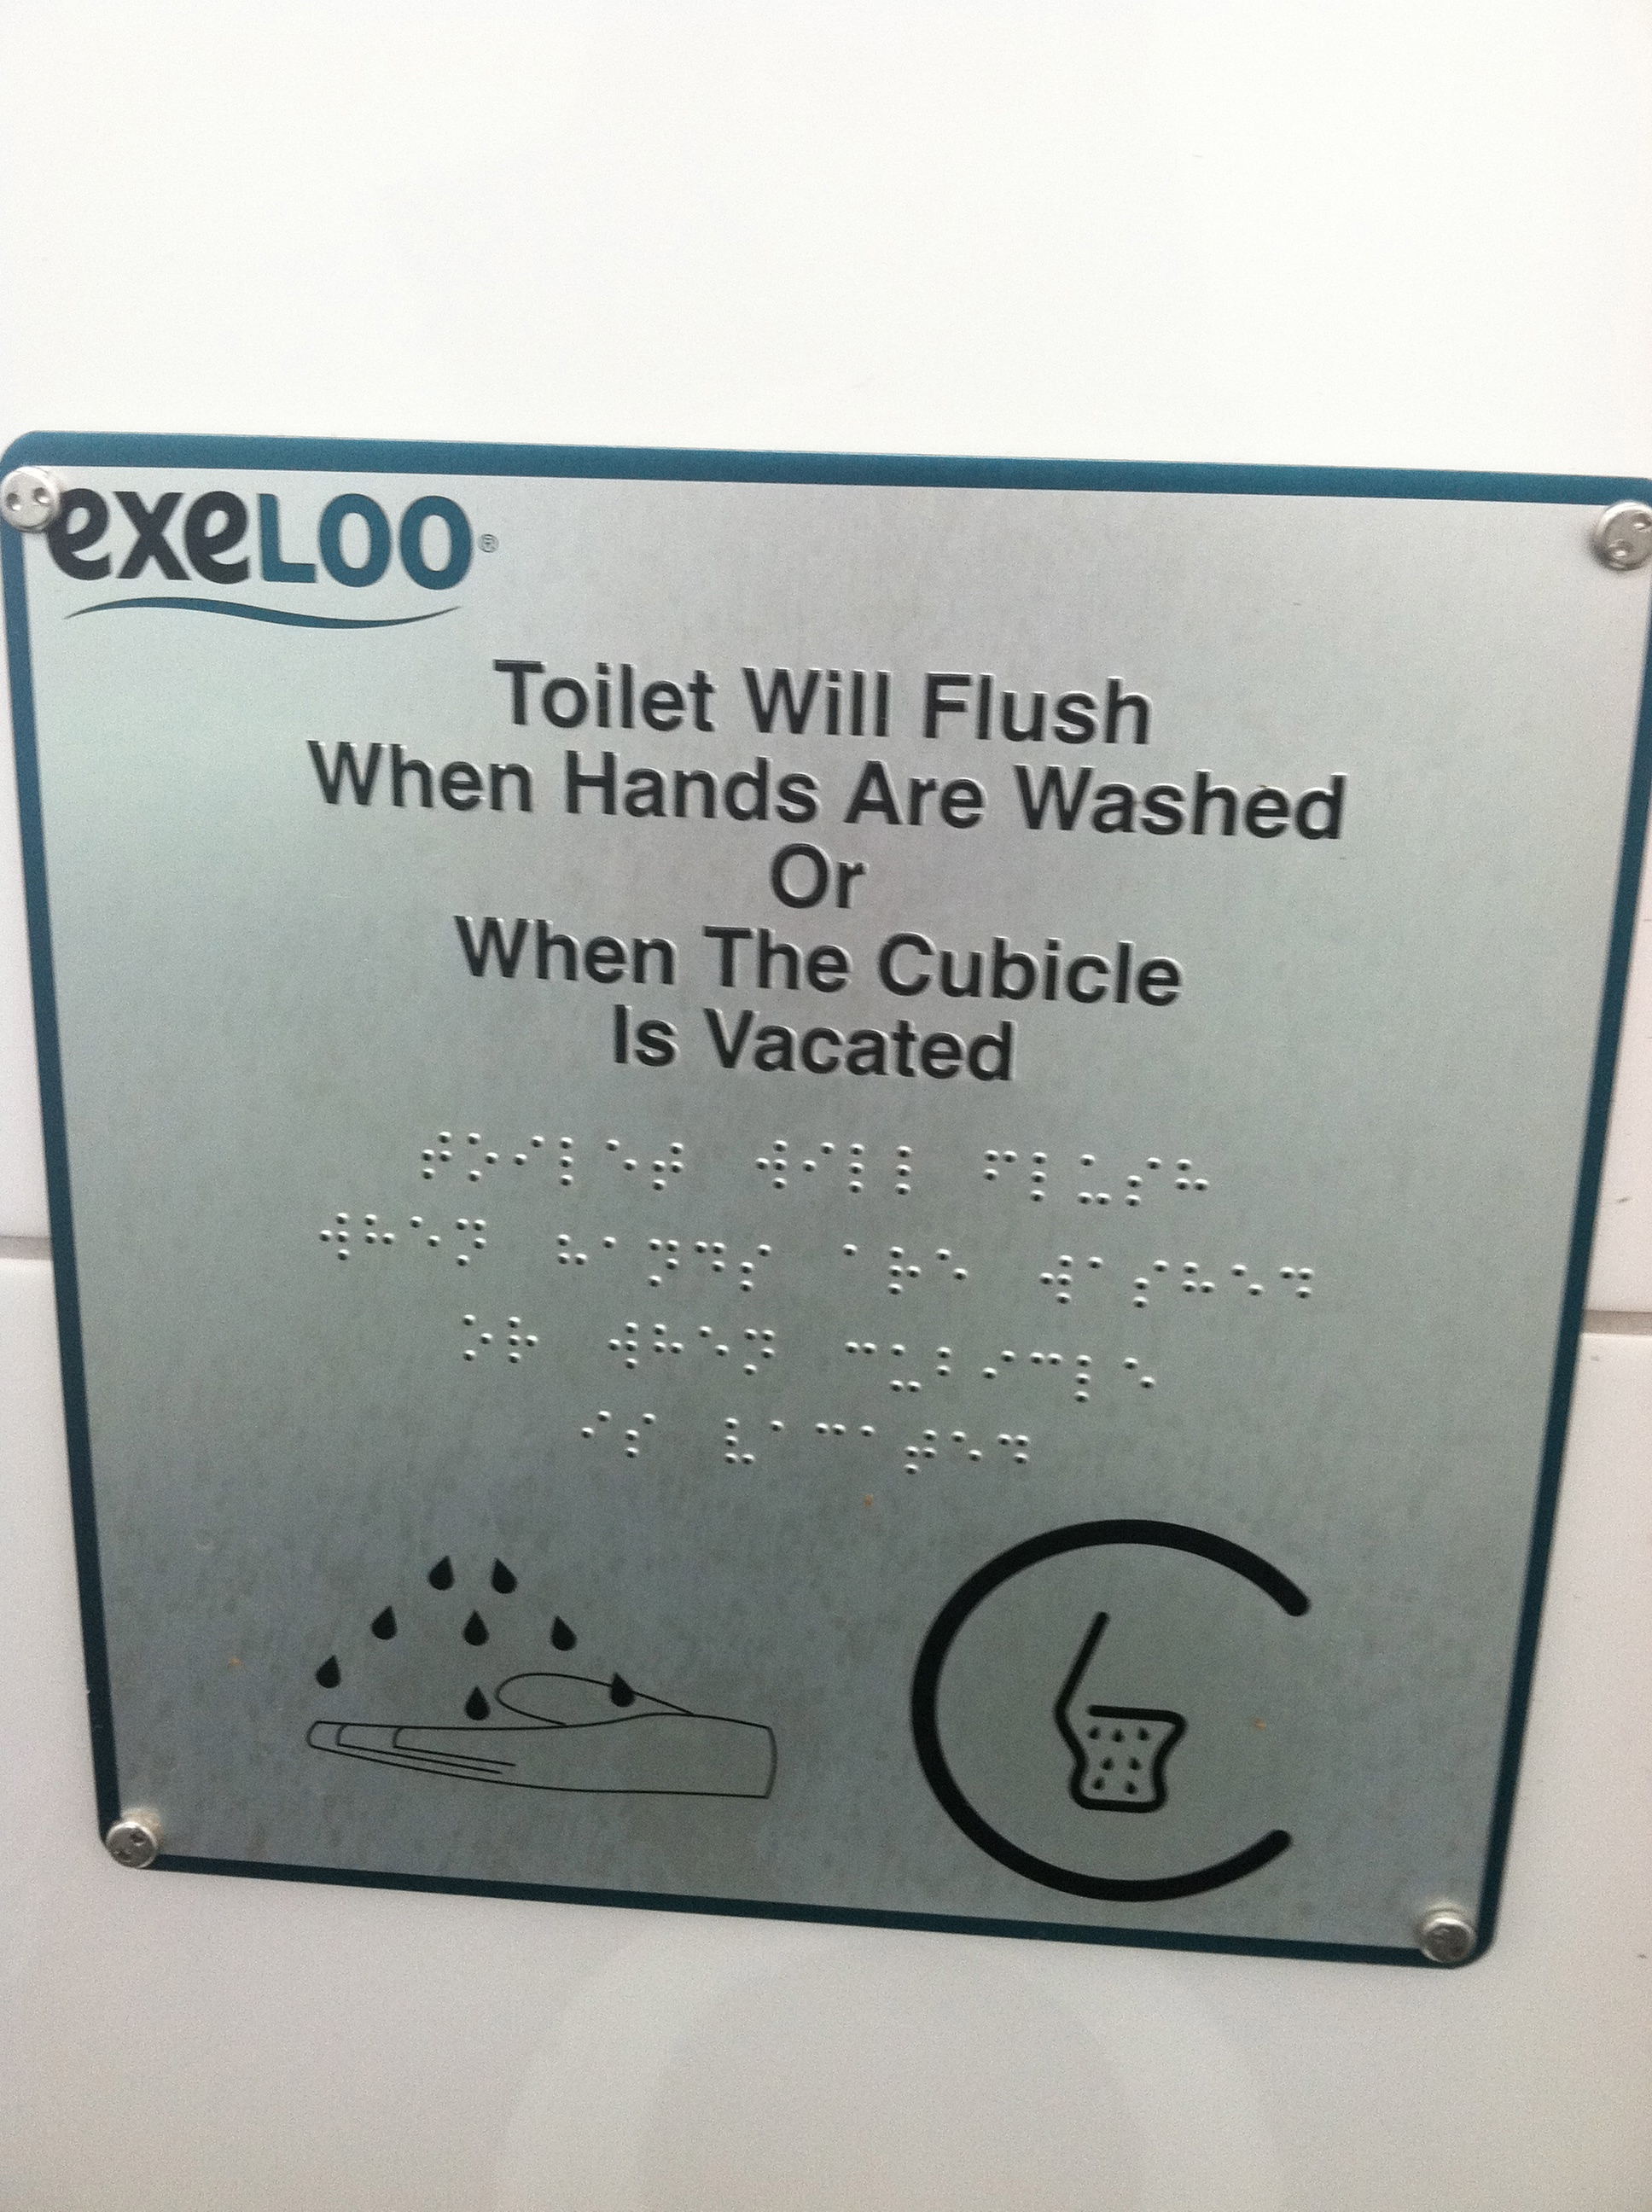 exeLOO®
Toilet Will Flush
When Hands Are Washed
Or
When The Cubicle
Is Vacated
⠞⠕⠊⠇⠑⠞ ⠺⠊⠇⠇ ⠋⠇⠥⠎⠓
⠺⠓⠑⠝ ⠓⠁⠝⠙⠎ ⠁⠗⠑ ⠺⠁⠎⠓⠑⠙
⠕⠗ ⠺⠓⠑⠝ ⠉⠥⠃⠊⠉⠇⠑
⠊⠎ ⠧⠁⠉⠁⠞⠑⠙